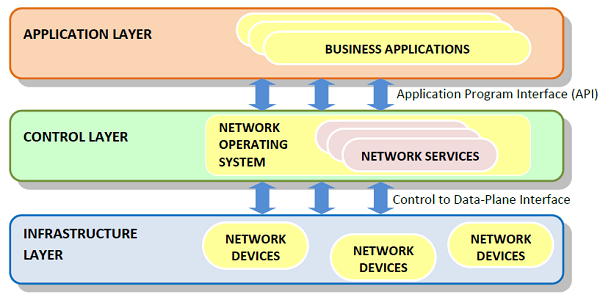 APPLICATION LAYER
BUSINESS APPLICATIONS
Application Program Interface (API)
CONTROL LAYER
NETWORK
OPERATING
SYSTEM
NETWORK SERVICES
Control to Data-Plane Interface
INFRASTRUCTURE
LAYER
NETWORK
DEVICES
NETWORK
DEVICES
NETWORK
DEVICES